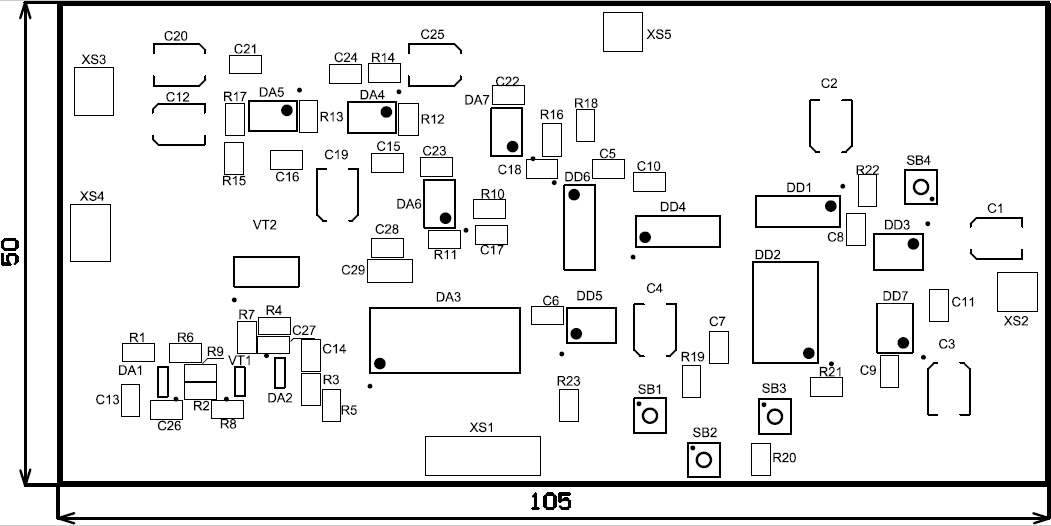 XS5
C20
C25
C21
XS3
C24
R14
C22
C2
DA5
DA4
DA7
C12
R17
R13
R12
R16
R18
C15
C23
C19
C5
SB4
C16
R15
C18
C10
R22
DD6
DD1
XS4
DA6
R10
DD4
C1
VT2
C28
C8
DD3
R11
C17
50
DD2
C29
XS2
C4
DA3
C6
DD5
DD7
C11
R7
R4
C27
C7
R1
R6
R9
C14
C3
VT1
R19
DA1
C9
R21
R3
R23
SB1
SB3
C13
R2
DA2
R5
C26
R8
XS1
SB2
R20
105